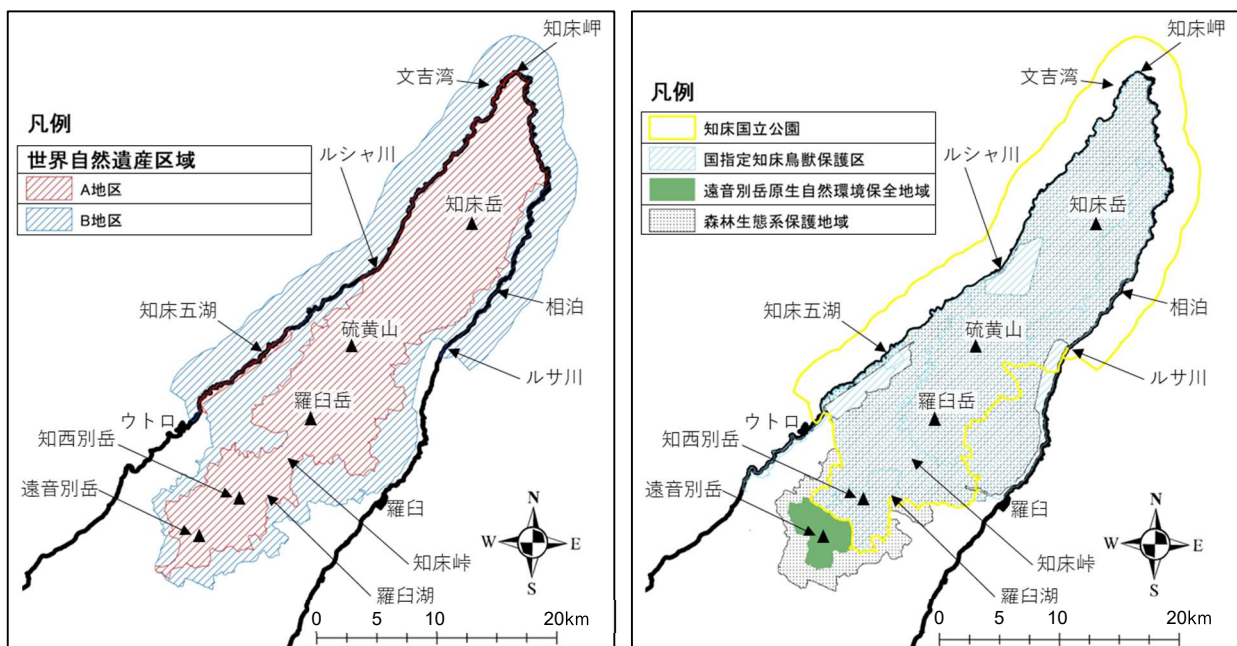 知床岬
文吉湾
凡例
世界自然遺産区域
A地区
B地区
ルシャ川
知床岳
相泊
知床五湖
硫黄山
ルサ川
羅臼岳
ウトロ
知西別岳
遠音別岳
羅臼
知床峠
羅臼湖
N
W
E
S
0
5
10
20km
知床岬
文吉湾
凡例
知床国立公園
国指定知床鳥獣保護区
遠音別岳原生自然環境保全地域
森林生態系保護地域
ルシャ川
知床岳
相泊
知床五湖
硫黄山
ルサ川
羅臼岳
ウトロ
知西別岳
遠音別岳
羅臼
知床峠
羅臼湖
N
W
E
S
0
5
10
20km